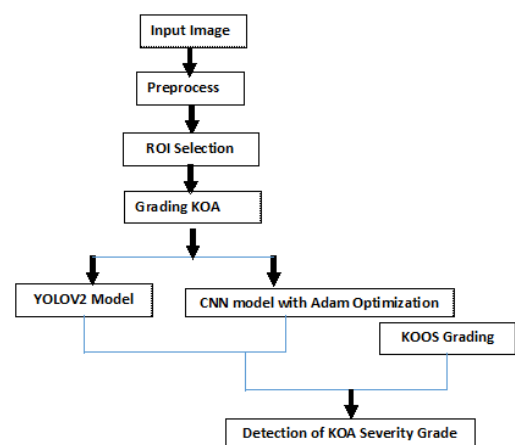 Input Image
Preprocess
ROI Selection
Grading KOA
YOLOV2 Model
CNN model with Adam Optimization
KOOS Grading
Detection of KOA Severity Grade